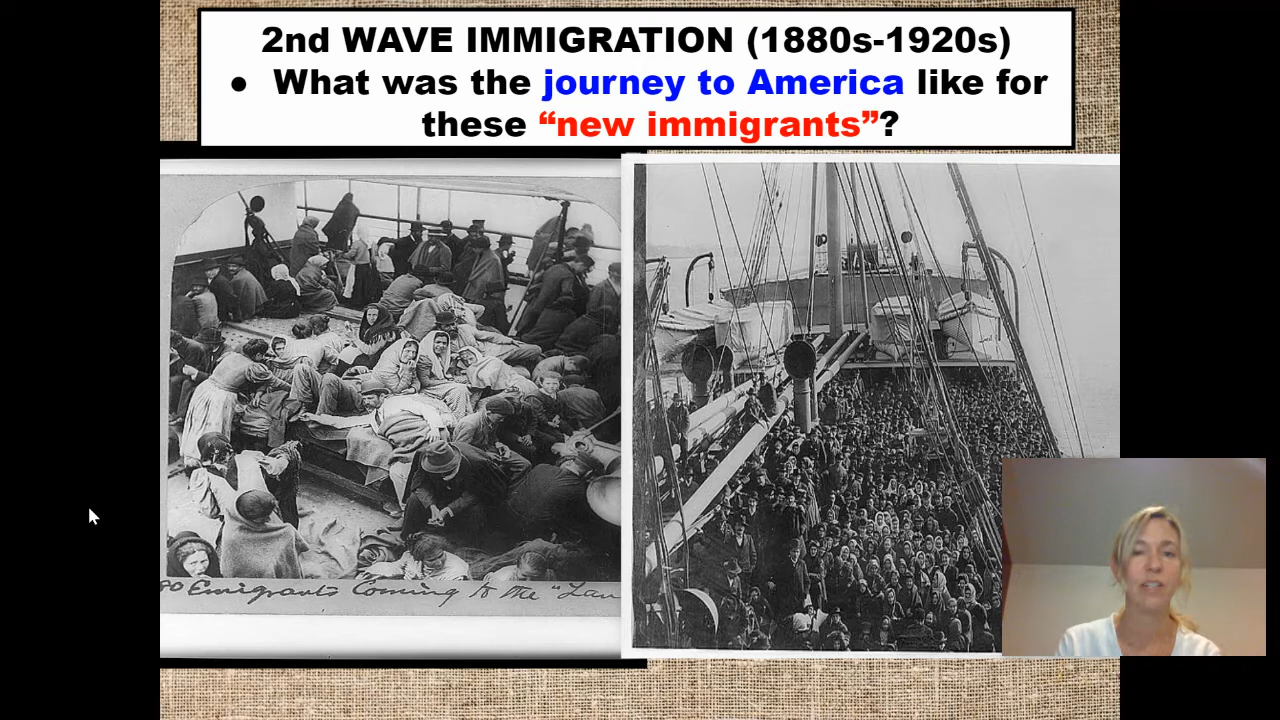 2nd WAVE IMMIGRATION (1880s-1920s)
● What was the journey to America like for
these “new immigrants”?
Emigrants Coming to the "Lan